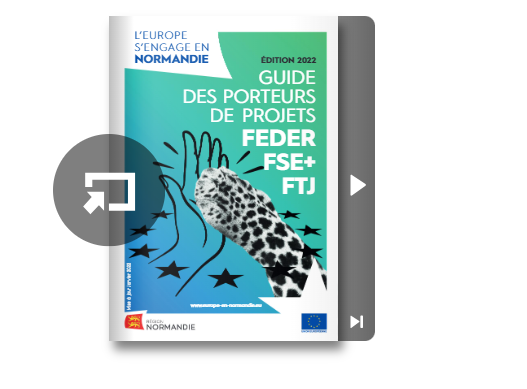 L'EUROPE
S'ENGAGE EN
NORMANDIE
ÉDITION 2022
GUIDE
DES PORTEURS
DE PROJETS
FEDER
FSE+
FTJ
www.europe-en-normandie.eu
RÉGION
NORMANDIE